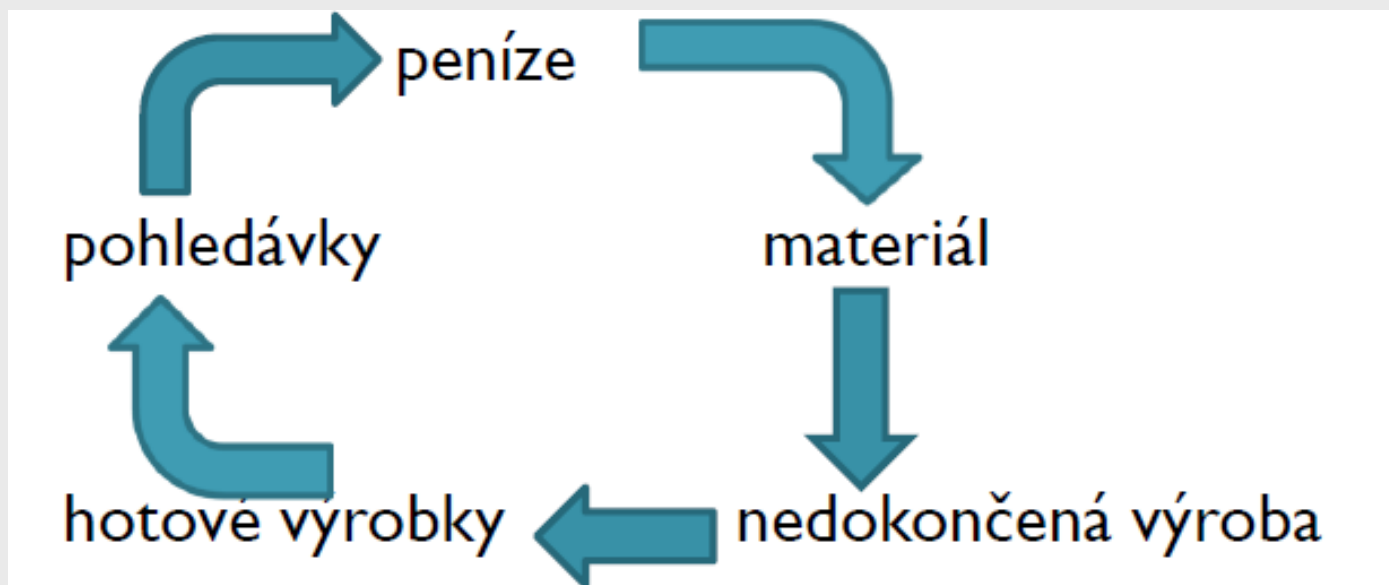 peníze
pohledávky
materiál
hotové výrobky
nedokončená výroba